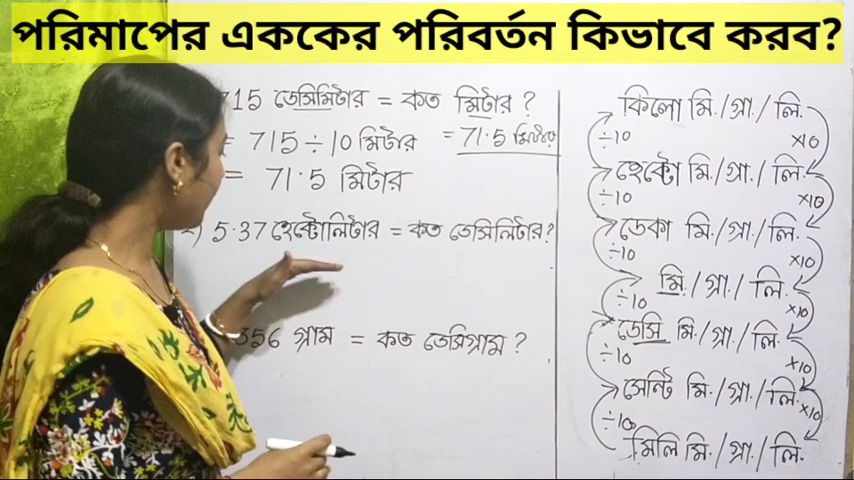 পরিমাপের এককের পরিবর্তন কিভাবে করব?
715 ডেসিমিটার = কত মিটার ?
= 715 ÷ 10 মিটার = 71.5 মিটার
= 71.5 মিটার
2) 5.37 হেক্টোলিটার = কত ডেসিলিটার?
356 গ্রাম = কত ডেসিগ্রাম ?
কিলো মি./গ্রা./লি.
÷10 ×10
হেক্টো মি./গ্রা./লি.
÷10 ×10
ডেকা মি./গ্রা./লি.
÷10 ×10
মি./গ্রা./লি.
÷10 ×10
ডেসি মি./গ্রা./লি.
÷10 ×10
সেন্টি মি./গ্রা./লি.
÷10 ×10
মিলি মি./গ্রা./লি.